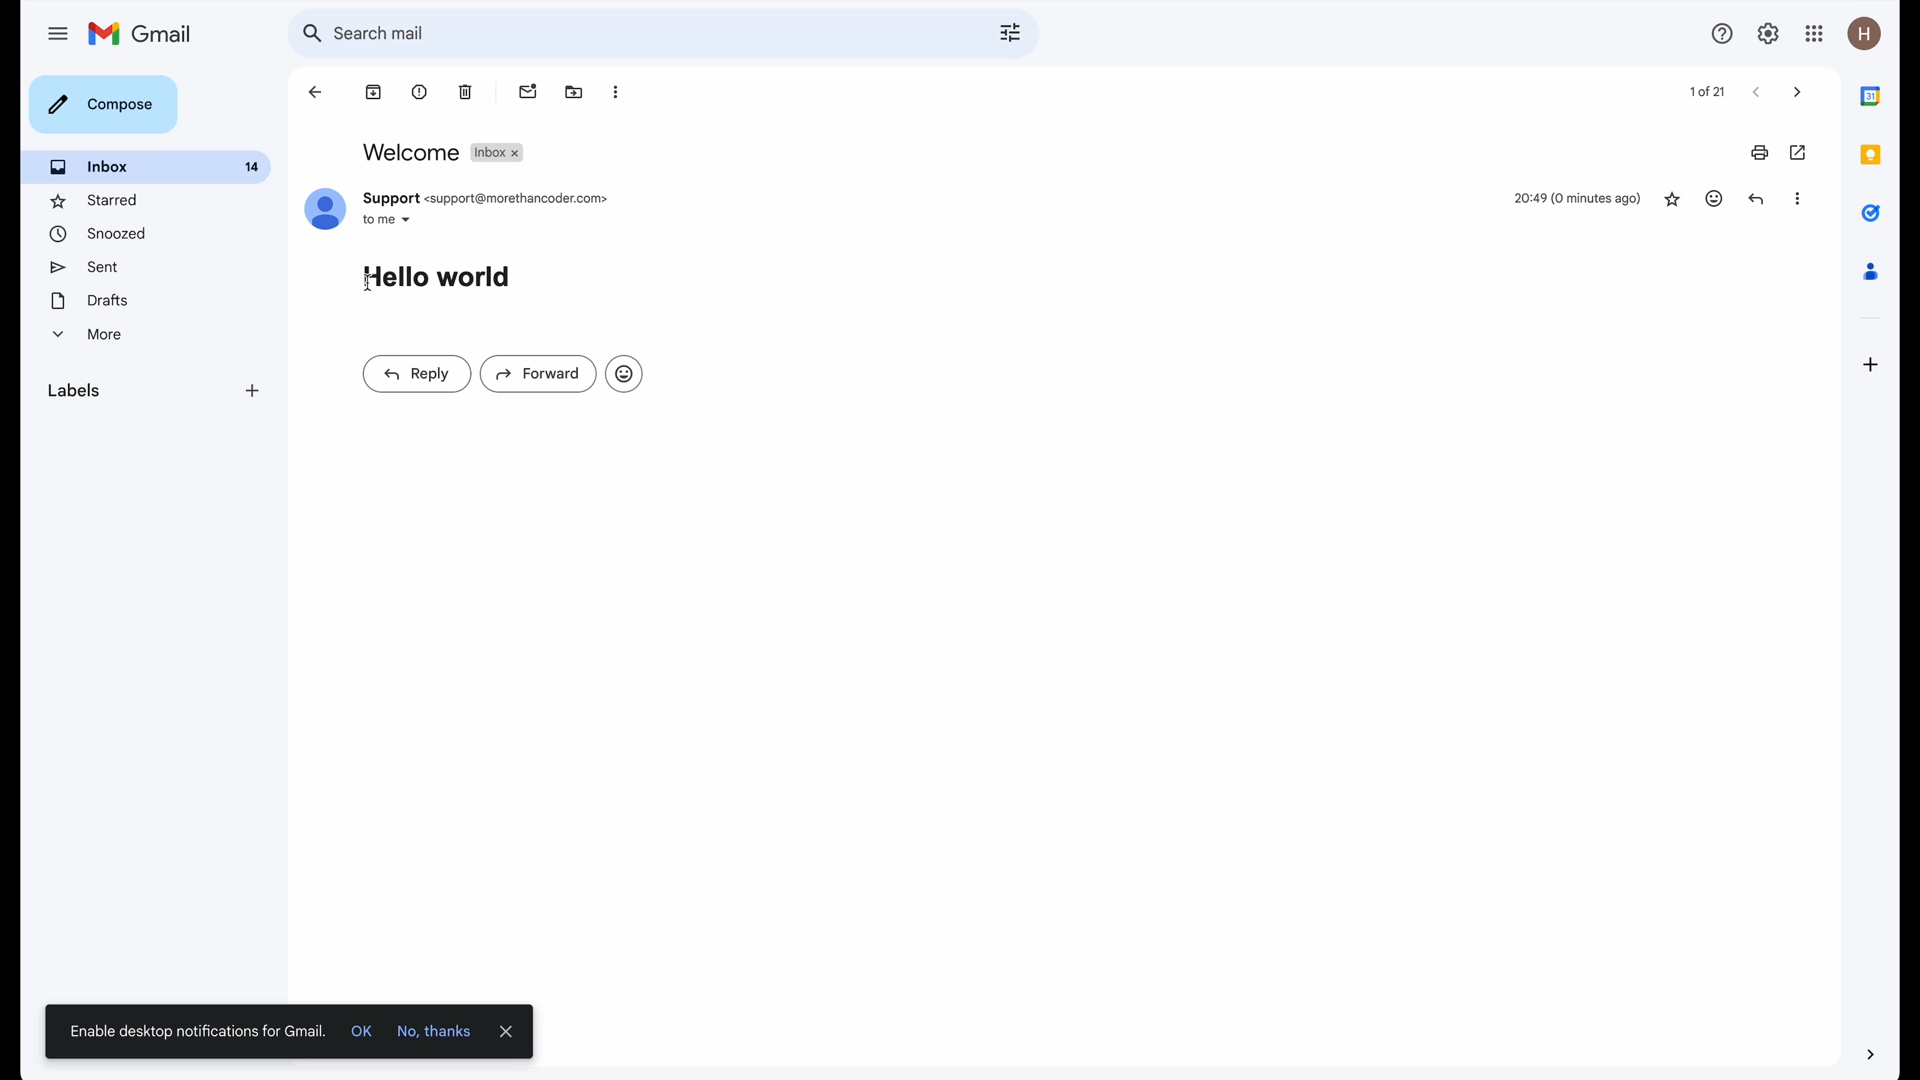 Gmail
Search mail
H
Compose
1 of 21
Inbox 14
Welcome Inbox ×
Starred
Support <support@morethancoder.com> 20:49 (0 minutes ago)
to me
Snoozed
Sent
Hello world
Drafts
More
Reply Forward
Labels
31
Enable desktop notifications for Gmail. OK No, thanks